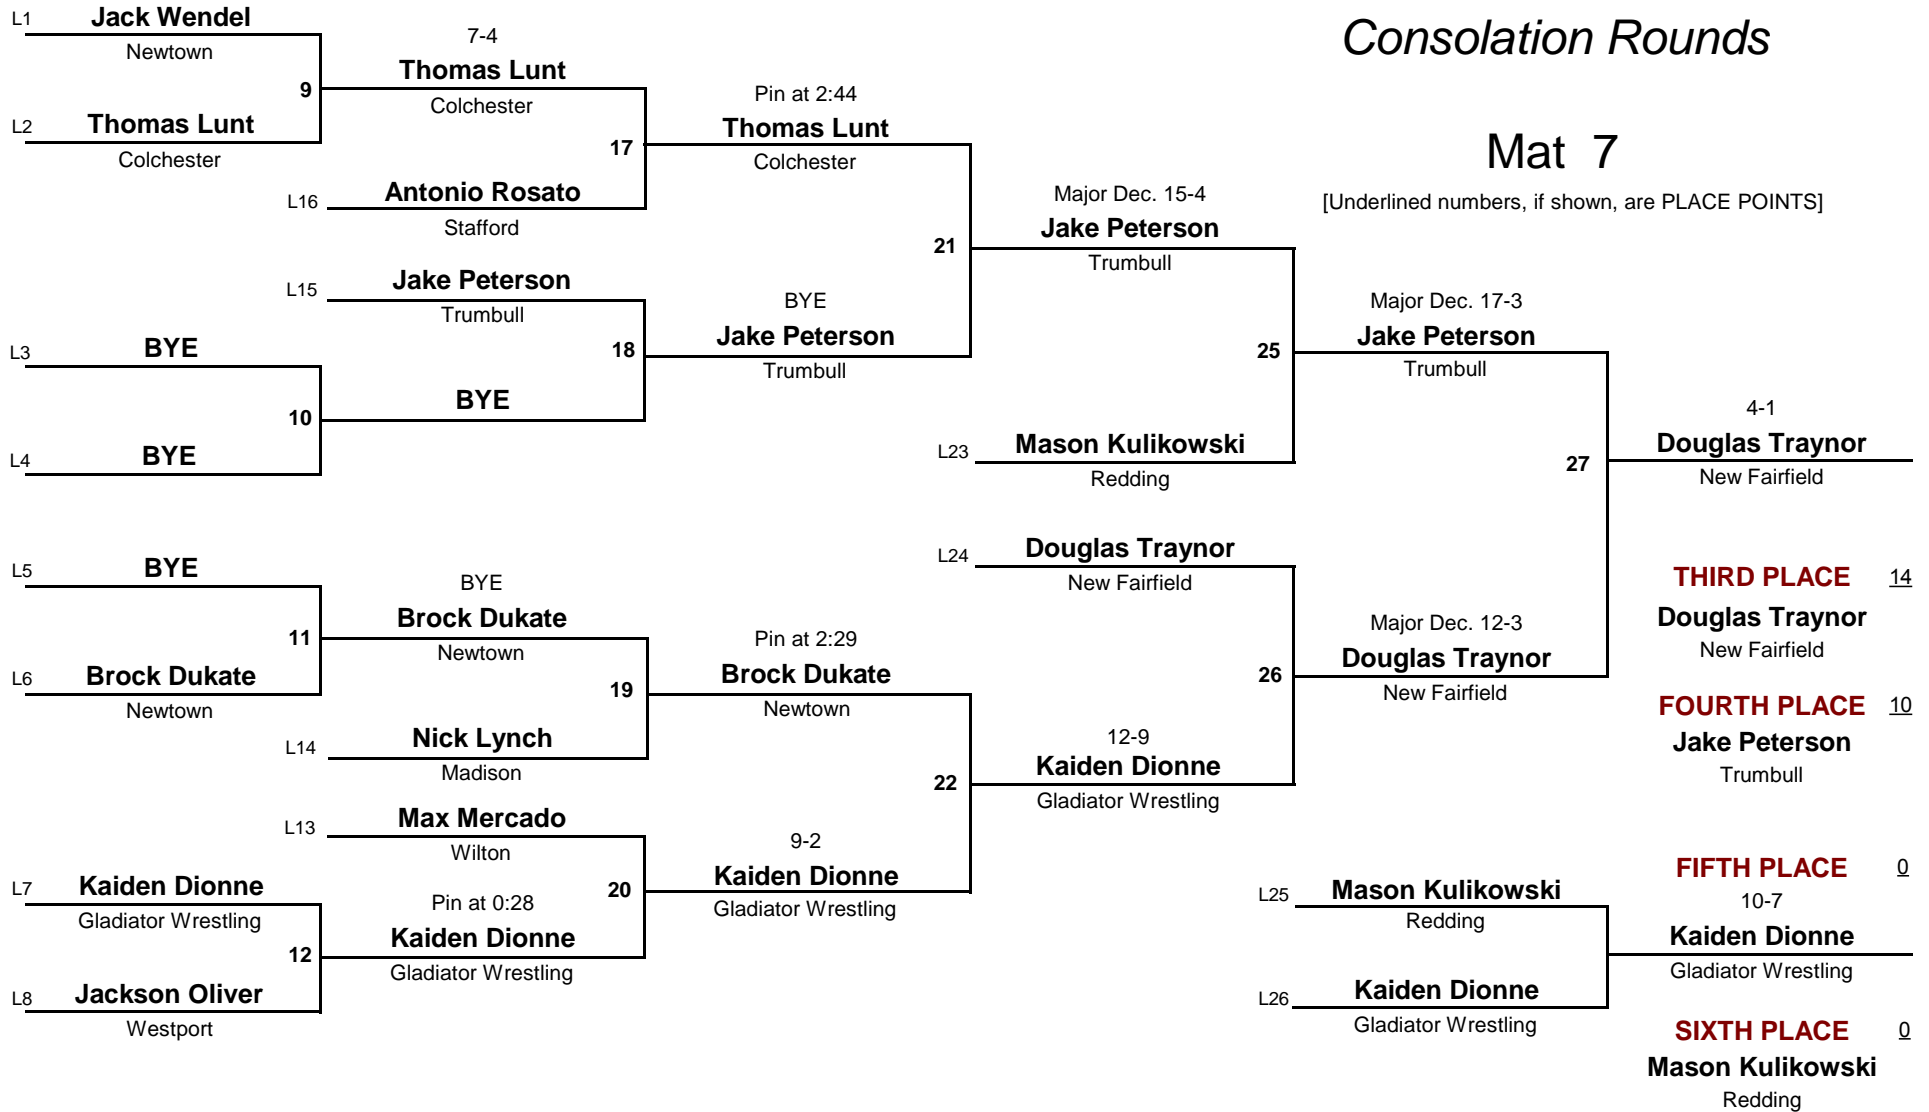 Consolation Rounds
Mat 7
[Underlined numbers, if shown, are PLACE POINTS]
L1
Jack Wendel
Newtown
9
L2
Thomas Lunt
Colchester
L3
BYE
10
L4
BYE
L5
BYE
11
L6
Brock Dukate
Newtown
L7
Kaiden Dionne
Gladiator Wrestling
12
L8
Jackson Oliver
Westport
7-4
Thomas Lunt
Colchester
17
L16
Antonio Rosato
Stafford
L15
Jake Peterson
Trumbull
18
BYE
BYE
Brock Dukate
Newtown
19
L14
Nick Lynch
Madison
L13
Max Mercado
Wilton
20
Pin at 0:28
Kaiden Dionne
Gladiator Wrestling
Pin at 2:44
Thomas Lunt
Colchester
21
BYE
Jake Peterson
Trumbull
Pin at 2:29
Brock Dukate
Newtown
22
9-2
Kaiden Dionne
Gladiator Wrestling
Major Dec. 15-4
Jake Peterson
Trumbull
25
L23
Mason Kulikowski
Redding
L24
Douglas Traynor
New Fairfield
26
12-9
Kaiden Dionne
Gladiator Wrestling
Major Dec. 17-3
Jake Peterson
Trumbull
27
Major Dec. 12-3
Douglas Traynor
New Fairfield
L25
Mason Kulikowski
Redding
L26
Kaiden Dionne
Gladiator Wrestling
4-1
Douglas Traynor
New Fairfield
THIRD PLACE 14
Douglas Traynor
New Fairfield
FOURTH PLACE 10
Jake Peterson
Trumbull
FIFTH PLACE 0
10-7
Kaiden Dionne
Gladiator Wrestling
SIXTH PLACE 0
Mason Kulikowski
Redding